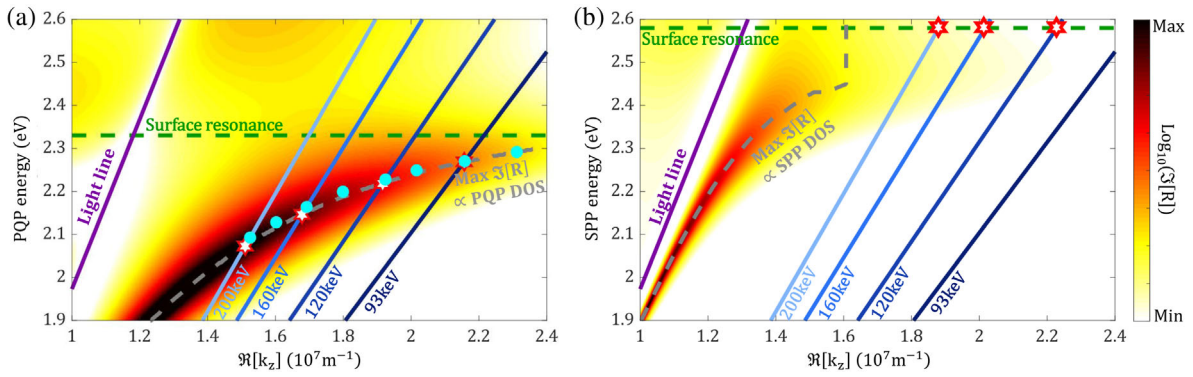 (a)
PQP energy (eV)
2.6
2.5
2.4
2.3
2.2
2.1
2
1.9
Light line
Surface resonance
Max ℑ[R]
∝ PQP DOS
200keV
160keV
120keV
93keV
1
1.2
1.4
1.6
1.8
2
2.2
2.4
ℜ[k_z] (10⁷m⁻¹)
(b)
SPP energy (eV)
2.6
2.5
2.4
2.3
2.2
2.1
2
1.9
Surface resonance
Light line
Max ℑ[R]
∝ SPP DOS
200keV
160keV
120keV
93keV
1
1.2
1.4
1.6
1.8
2
2.2
2.4
ℜ[k_z] (10⁷m⁻¹)
Max
Log₁₀(ℑ[R])
Min